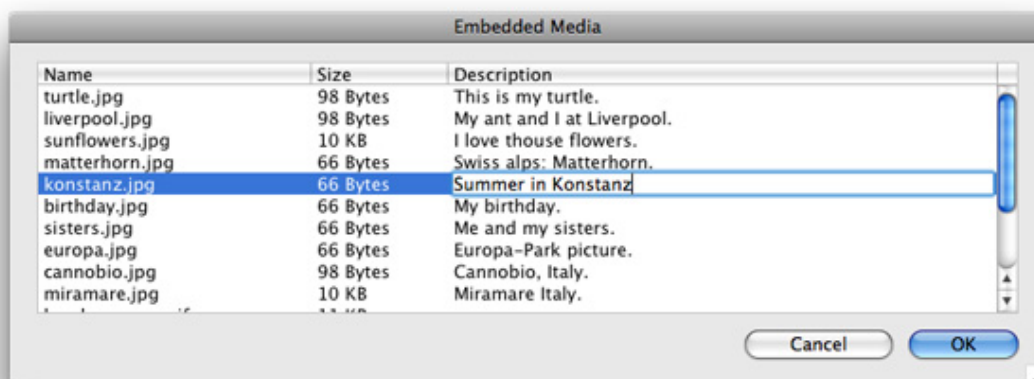 Embedded Media
Name Size Description
turtle.jpg 98 Bytes This is my turtle.
liverpool.jpg 98 Bytes My ant and I at Liverpool.
sunflowers.jpg 10 KB I love thouse flowers.
matterhorn.jpg 66 Bytes Swiss alps: Matterhorn.
konstanz.jpg 66 Bytes Summer in Konstanz
birthday.jpg 66 Bytes My birthday.
sisters.jpg 66 Bytes Me and my sisters.
europa.jpg 66 Bytes Europa-Park picture.
cannobio.jpg 98 Bytes Cannobio, Italy.
miramare.jpg 10 KB Miramare Italy.
Cancel OK